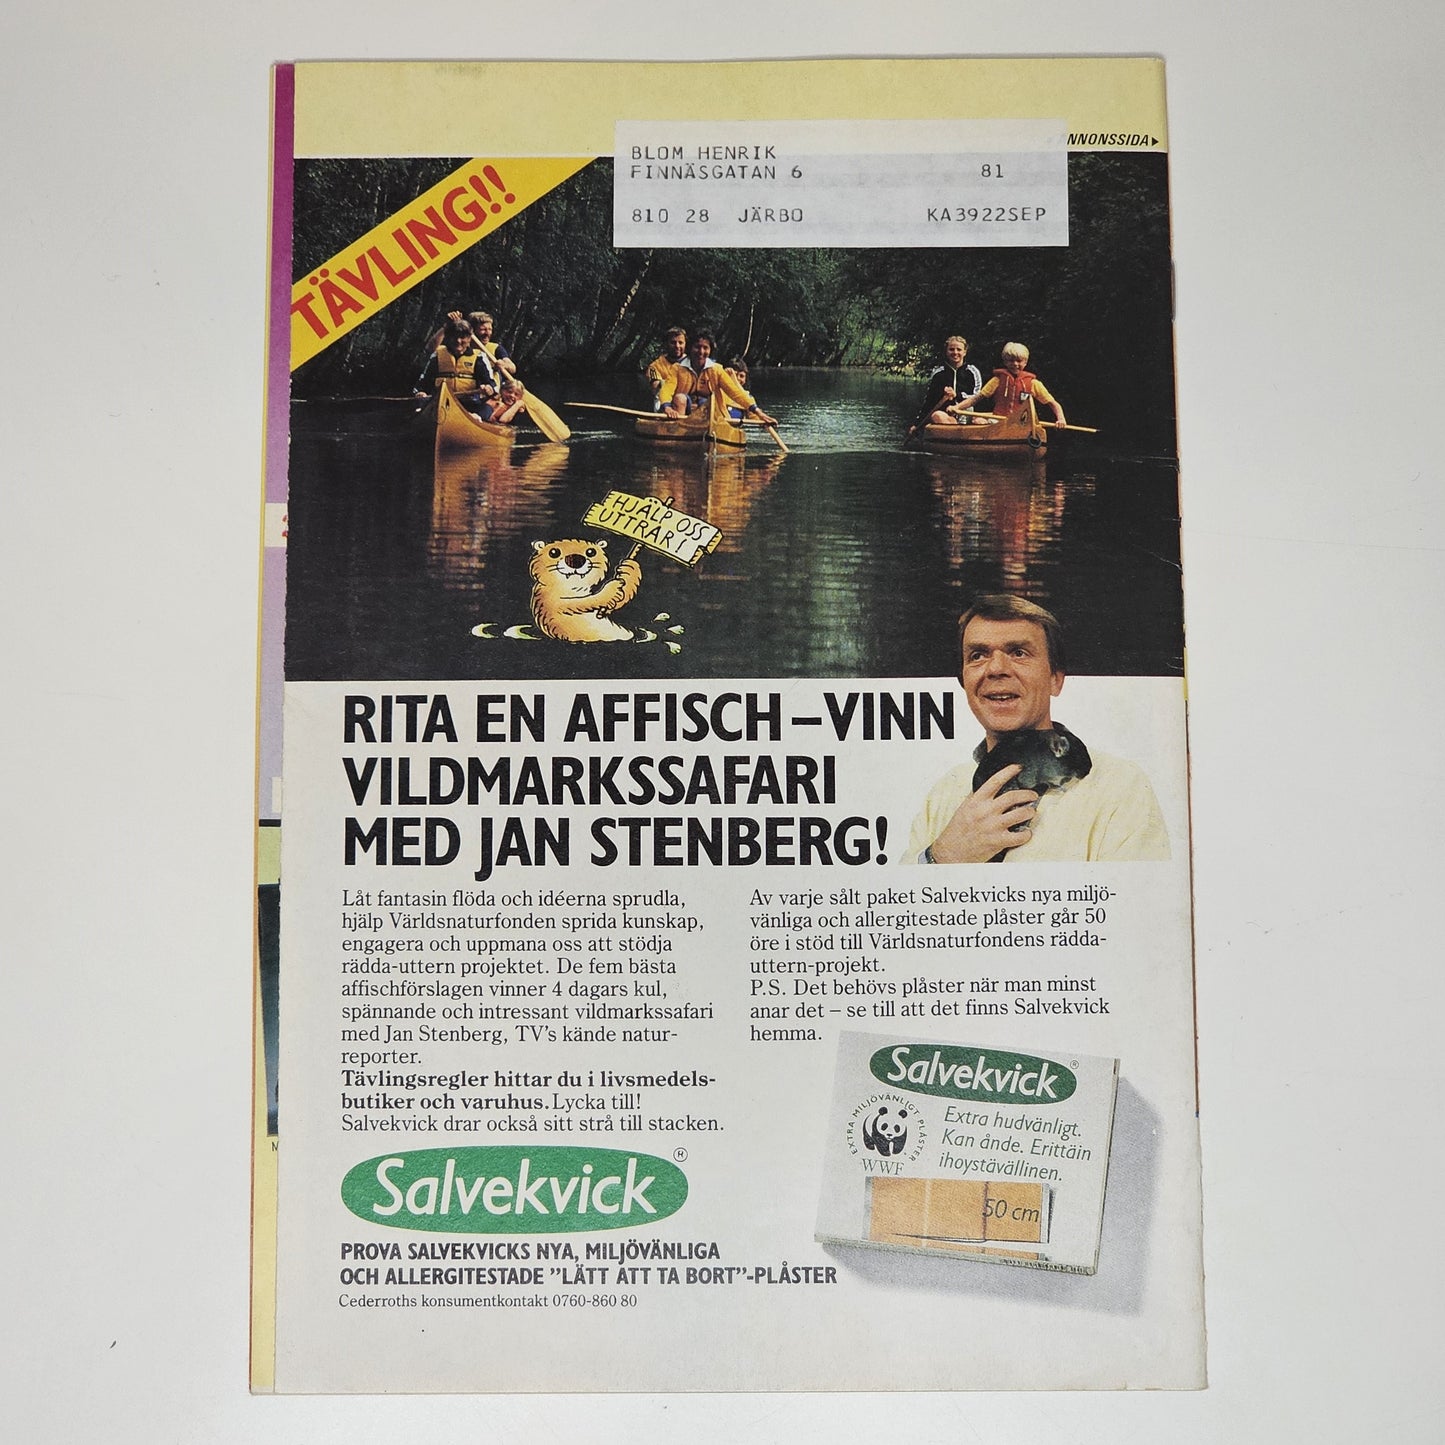 ANNONSSIDA
BLOM HENRIK
FINNÄSGATAN 6 81
810 28 JÄRBO KA3922SEP
TÄVLING!!
HJÄLP OSS
UTTRAR!
RITA EN AFFISCH – VINN
VILDMARKSSAFARI
MED JAN STENBERG!
Låt fantasin flöda och idéerna sprudla,
hjälp Världsnaturfonden sprida kunskap,
engagera och uppmana oss att stödja
rädda-uttern projektet. De fem bästa
affischförslagen vinner 4 dagars kul,
spännande och intressant vildmarkssafari
med Jan Stenberg, TV's kände natur-
reporter.
Tävlingsregler hittar du i livsmedels-
butiker och varuhus. Lycka till!
Salvekvick drar också sitt strå till stacken.
Av varje sålt paket Salvekvicks nya miljö-
vänliga och allergitestade plåster går 50
öre i stöd till Världsnaturfondens rädda-
uttern-projekt.
P.S. Det behövs plåster när man minst
anar det – se till att det finns Salvekvick
hemma.
Salvekvick®
EXTRA MILJÖVÄNLIGT PLÅSTER
WWF
Extra hudvänligt.
Kan ånde. Erittäin
ihoystävällinen.
50 cm
Salvekvick®
PROVA SALVEKVICKS NYA, MILJÖVÄNLIGA
OCH ALLERGITESTADE ”LÄTT ATT TA BORT”-PLÅSTER
Cederroths konsumentkontakt 0760-860 80